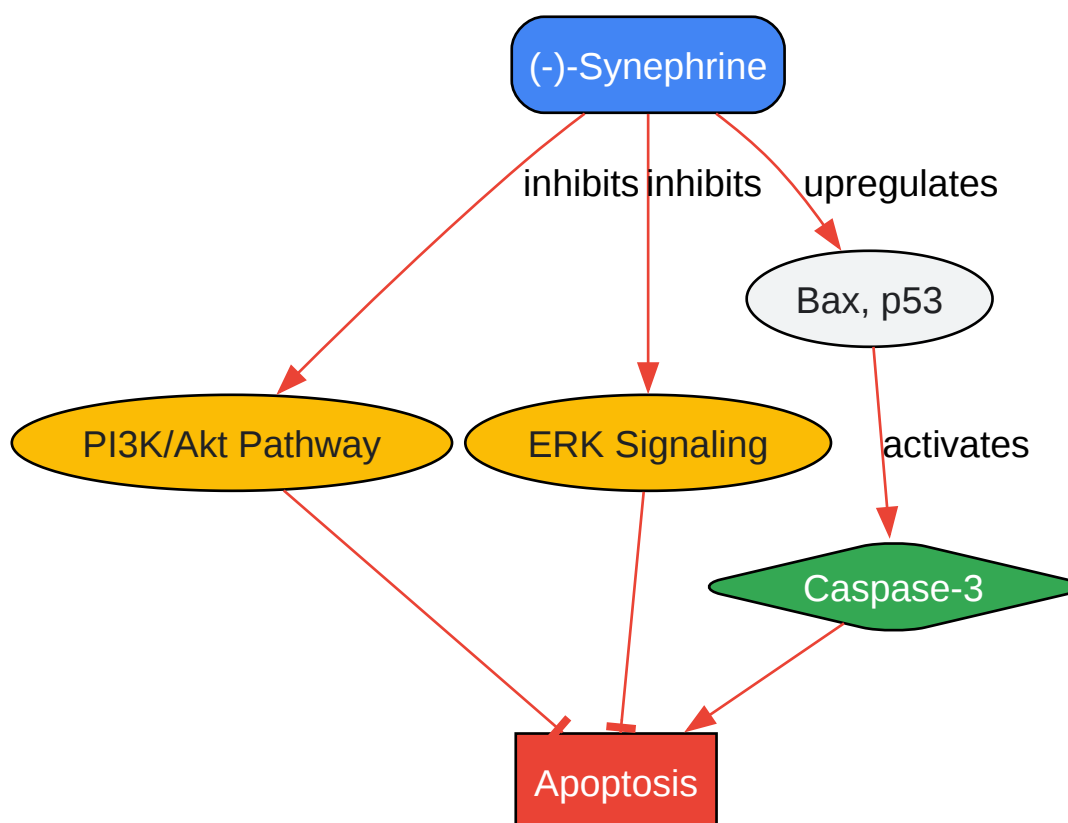 (-)-Synephrine
inhibits
inhibits
upregulates
Bax, p53
PI3K/Akt Pathway
ERK Signaling
activates
Caspase-3
Apoptosis